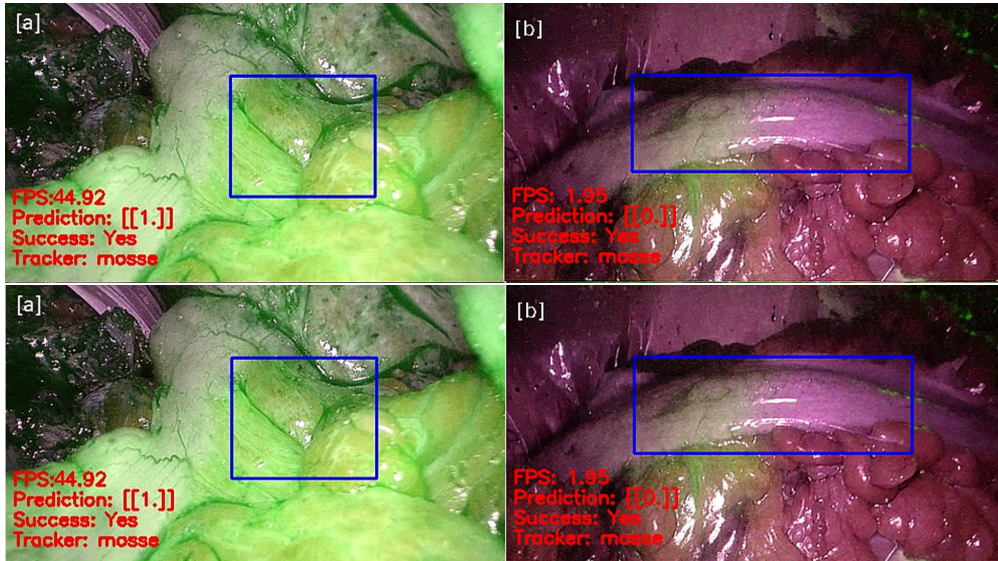 [a]
FPS:44.92
Prediction: [[1.]]
Success: Yes
Tracker: mosse
[b]
FPS: 1.95
Prediction: [[0.]]
Success: Yes
Tracker: mosse
[a]
FPS:44.92
Prediction: [[1.]]
Success: Yes
Tracker: mosse
[b]
FPS: 1.95
Prediction: [[0.]]
Success: Yes
Tracker: mosse